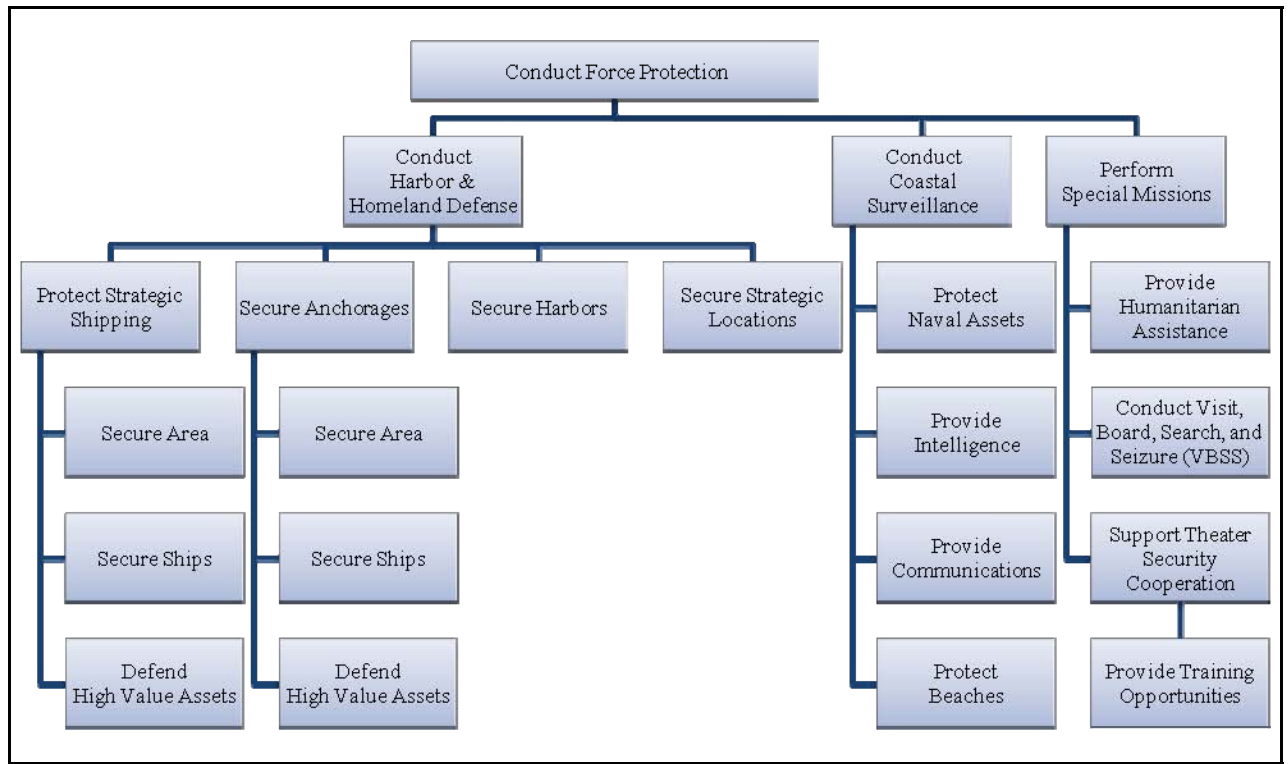 Conduct Force Protection
Conduct
Harbor &
Homeland Defense
Conduct
Coastal
Surveillance
Perform
Special Missions
Protect Strategic
Shipping
Secure Anchorages
Secure Harbors
Secure Strategic
Locations
Protect
Naval Assets
Provide
Humanitarian
Assistance
Secure Area
Secure Area
Provide
Intelligence
Conduct Visit,
Board, Search, and
Seizure (VBSS)
Secure Ships
Secure Ships
Provide
Communications
Support Theater
Security
Cooperation
Defend
High Value Assets
Defend
High Value Assets
Protect
Beaches
Provide Training
Opportunities